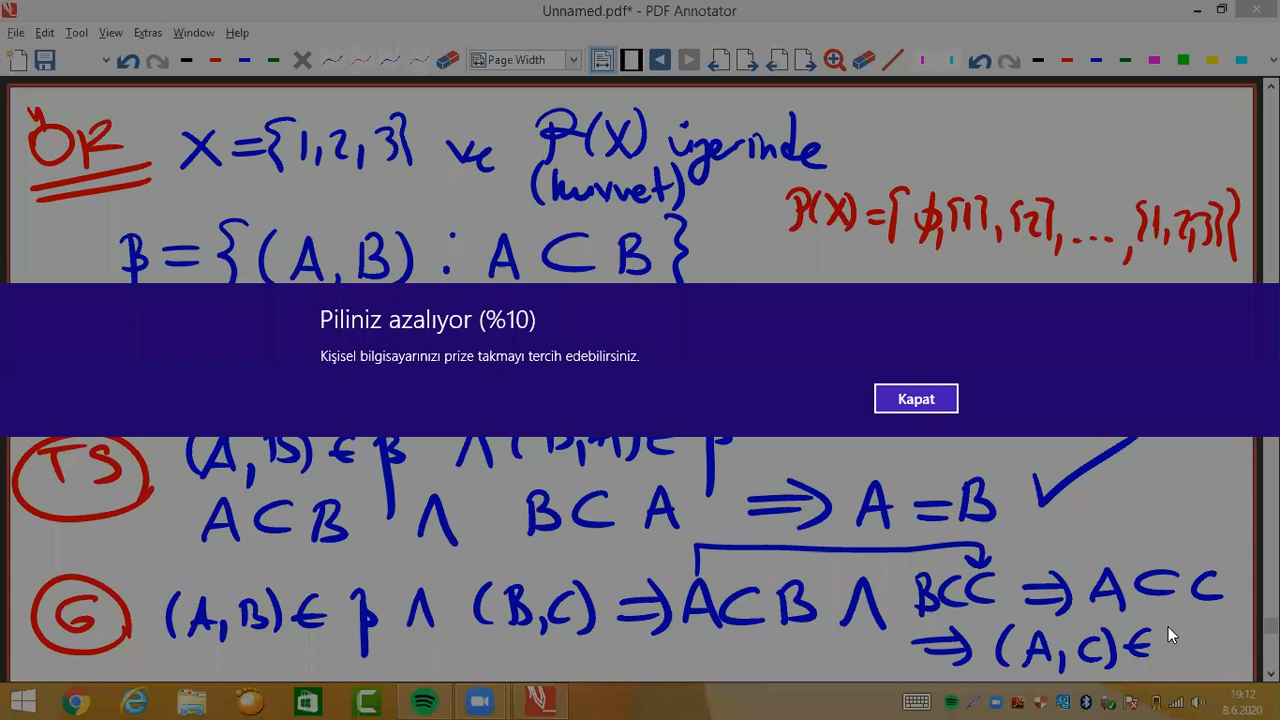 Unnamed.pdf* - PDF Annotator
File Edit Tool View Extras Window Help
Page Width
ÖR X = {1, 2, 3} ve P(X) üzerinde
(kuvvet)
P(X) = { ∅, {1}, {2}, ..., {1,2,3}}
β = {(A, B) : A ⊂ B}
Piliniz azalıyor (%10)
Kişisel bilgisayarınızı prize takmayı tercih edebilirsiniz.
Kapat
TS (A, B) ∈ β ∧ (B, A) ∈ β
A ⊂ B ∧ B ⊂ A ⟹ A = B ✓
G (A, B) ∈ β ∧ (B, C) ⟹ A ⊂ B ∧ B ⊂ C ⟹ A ⊂ C
⟹ (A, C) ∈
19:12
8.6.2020